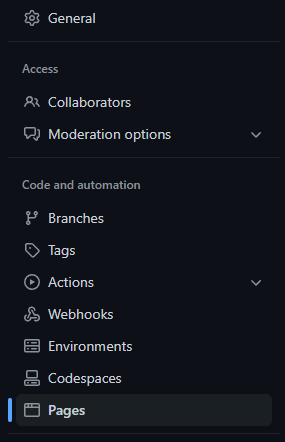 General
Access
Collaborators
Moderation options
Code and automation
Branches
Tags
Actions
Webhooks
Environments
Codespaces
Pages